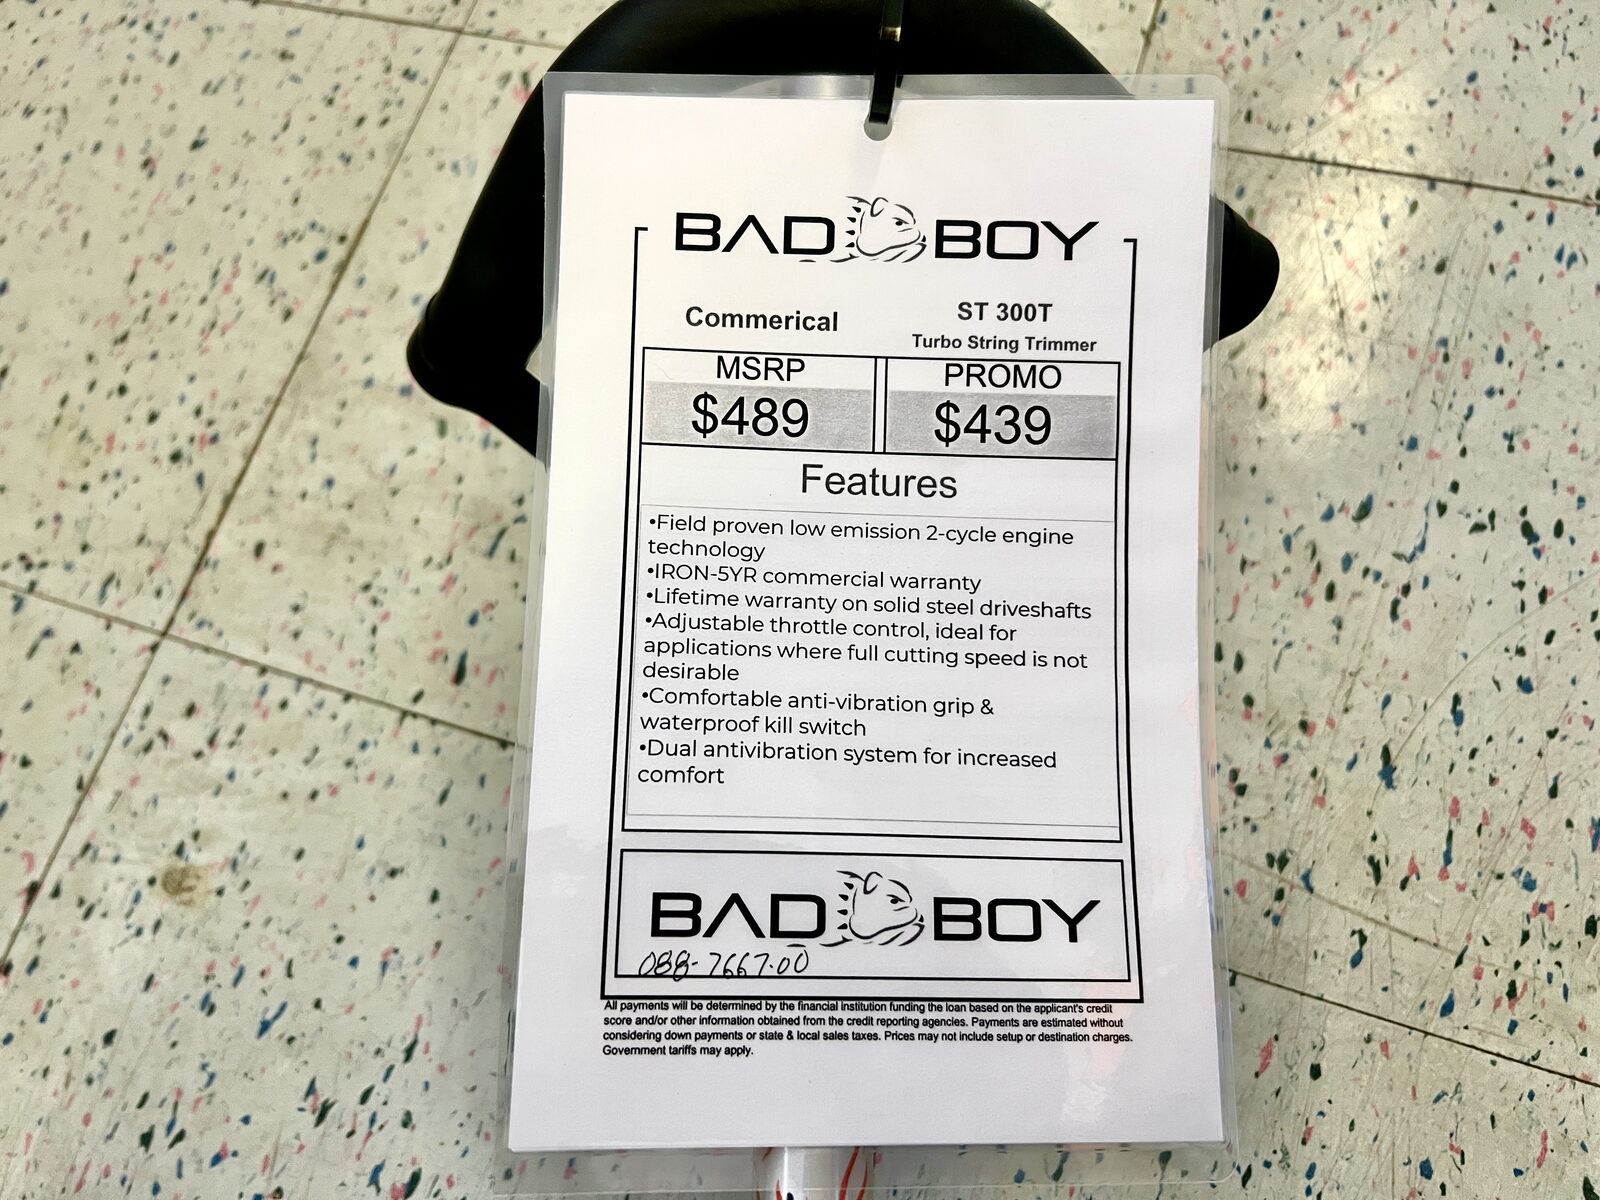 BAD BOY
Commerical
ST 300T
Turbo String Trimmer
MSRP
PROMO
$489
$439
Features
•Field proven low emission 2-cycle engine
technology
•IRON-5YR commercial warranty
•Lifetime warranty on solid steel driveshafts
•Adjustable throttle control, ideal for
applications where full cutting speed is not
desirable
•Comfortable anti-vibration grip &
waterproof kill switch
•Dual antivibration system for increased
comfort
BAD BOY
088-7667.00
All payments will be determined by the financial institution funding the loan based on the applicant's credit
score and/or other information obtained from the credit reporting agencies. Payments are estimated without
considering down payments or state & local sales taxes. Prices may not include setup or destination charges.
Government tariffs may apply.